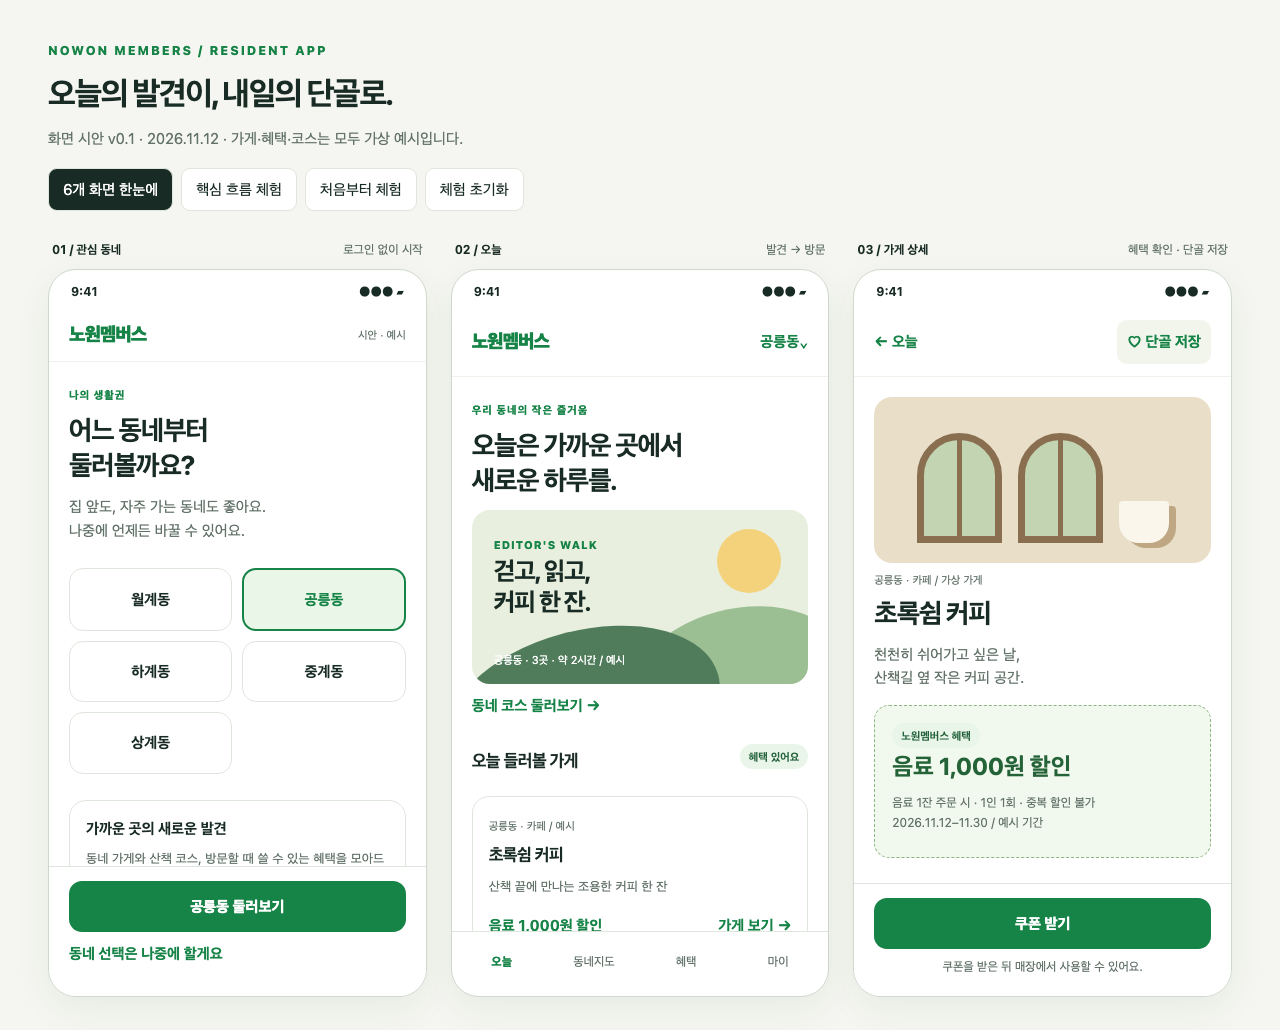 NOWON MEMBERS / RESIDENT APP
오늘의 발견이, 내일의 단골로.
화면 시안 v0.1 · 2026.11.12 · 가게·혜택·코스는 모두 가상 예시입니다.
6개 화면 한눈에
핵심 흐름 체험
처음부터 체험
체험 초기화
01 / 관심 동네
로그인 없이 시작
9:41
노원멤버스
시안 · 예시
나의 생활권
어느 동네부터
둘러볼까요?
집 앞도, 자주 가는 동네도 좋아요.
나중에 언제든 바꿀 수 있어요.
월계동
공릉동
하계동
중계동
상계동
가까운 곳의 새로운 발견
동네 가게와 산책 코스, 방문할 때 쓸 수 있는 혜택을 모아드
공릉동 둘러보기
동네 선택은 나중에 할게요
02 / 오늘
발견 → 방문
9:41
노원멤버스
공릉동
우리 동네의 작은 즐거움
오늘은 가까운 곳에서
새로운 하루를.
EDITOR'S WALK
걷고, 읽고,
커피 한 잔.
공릉동 · 3곳 · 약 2시간 / 예시
동네 코스 둘러보기 →
오늘 들러볼 가게
혜택 있어요
공릉동 · 카페 / 예시
초록쉼 커피
산책 끝에 만나는 조용한 커피 한 잔
음료 1,000원 할인
가게 보기 →
오늘
동네지도
혜택
마이
03 / 가게 상세
혜택 확인 · 단골 저장
9:41
← 오늘
♡ 단골 저장
공릉동 · 카페 / 가상 가게
초록쉼 커피
천천히 쉬어가고 싶은 날,
산책길 옆 작은 커피 공간.
노원멤버스 혜택
음료 1,000원 할인
음료 1잔 주문 시 · 1인 1회 · 중복 할인 불가
2026.11.12–11.30 / 예시 기간
쿠폰 받기
쿠폰을 받은 뒤 매장에서 사용할 수 있어요.